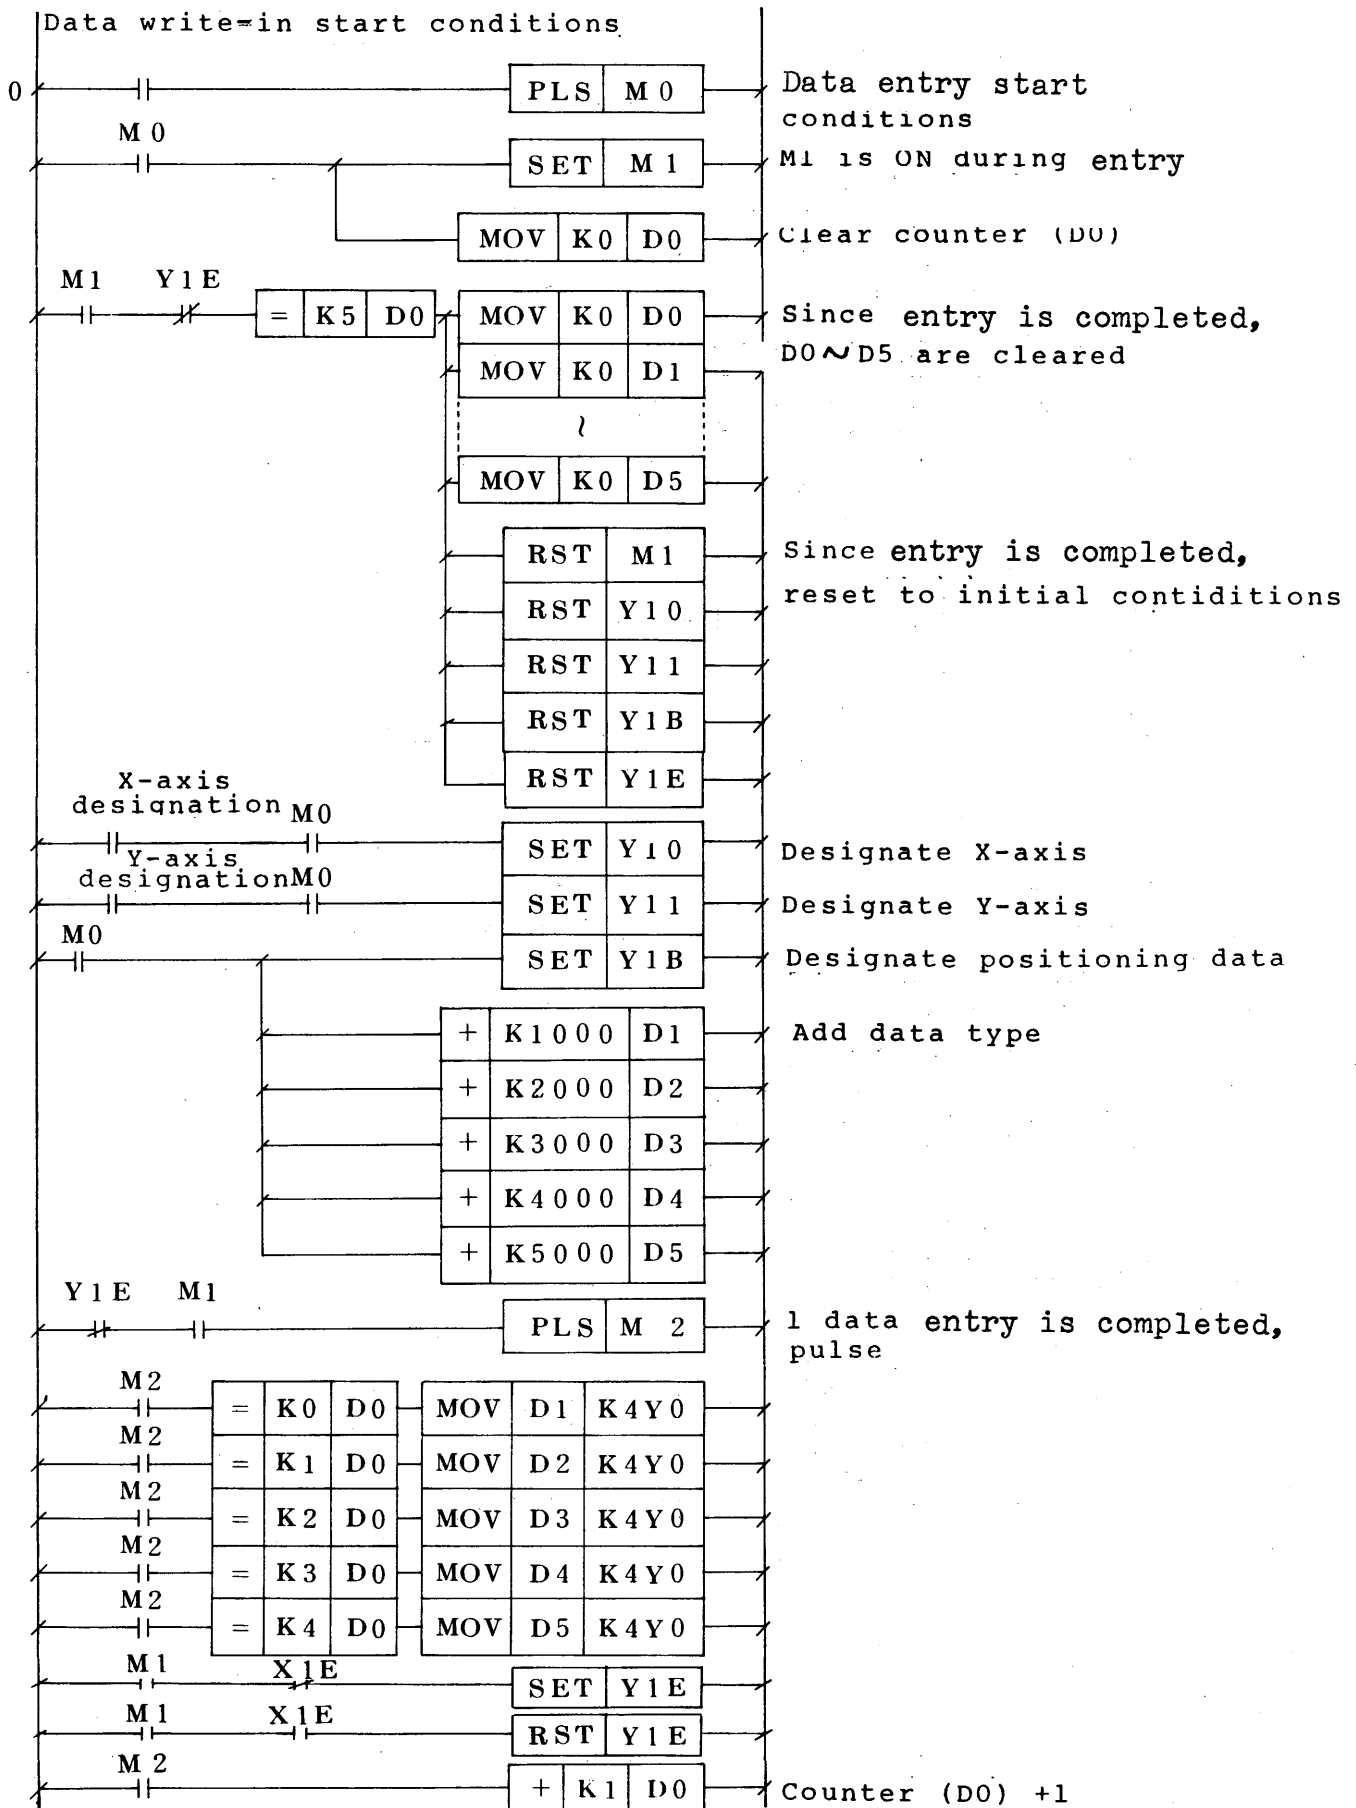 Data write=in start conditions
0 PLS M0 Data entry start
conditions
M0
SET M1 M1 is ON during entry
MOV K0 D0 Clear counter (D0)
M1 Y1E
= K5 D0 MOV K0 D0 Since entry is completed,
D0~D5 are cleared
MOV K0 D1
~
MOV K0 D5
RST M1 Since entry is completed,
reset to initial contiditions
RST Y10
RST Y11
RST Y1B
RST Y1E
X-axis
designation M0
SET Y10 Designate X-axis
Y-axis
designation M0
SET Y11 Designate Y-axis
M0
SET Y1B Designate positioning data
+ K1000 D1 Add data type
+ K2000 D2
+ K3000 D3
+ K4000 D4
+ K5000 D5
Y1E M1
PLS M2 1 data entry is completed,
pulse
M2
= K0 D0 MOV D1 K4Y0
M2
= K1 D0 MOV D2 K4Y0
M2
= K2 D0 MOV D3 K4Y0
M2
= K3 D0 MOV D4 K4Y0
M2
= K4 D0 MOV D5 K4Y0
M1 X1E
SET Y1E
M1 X1E
RST Y1E
M2
+ K1 D0 Counter (D0) +1